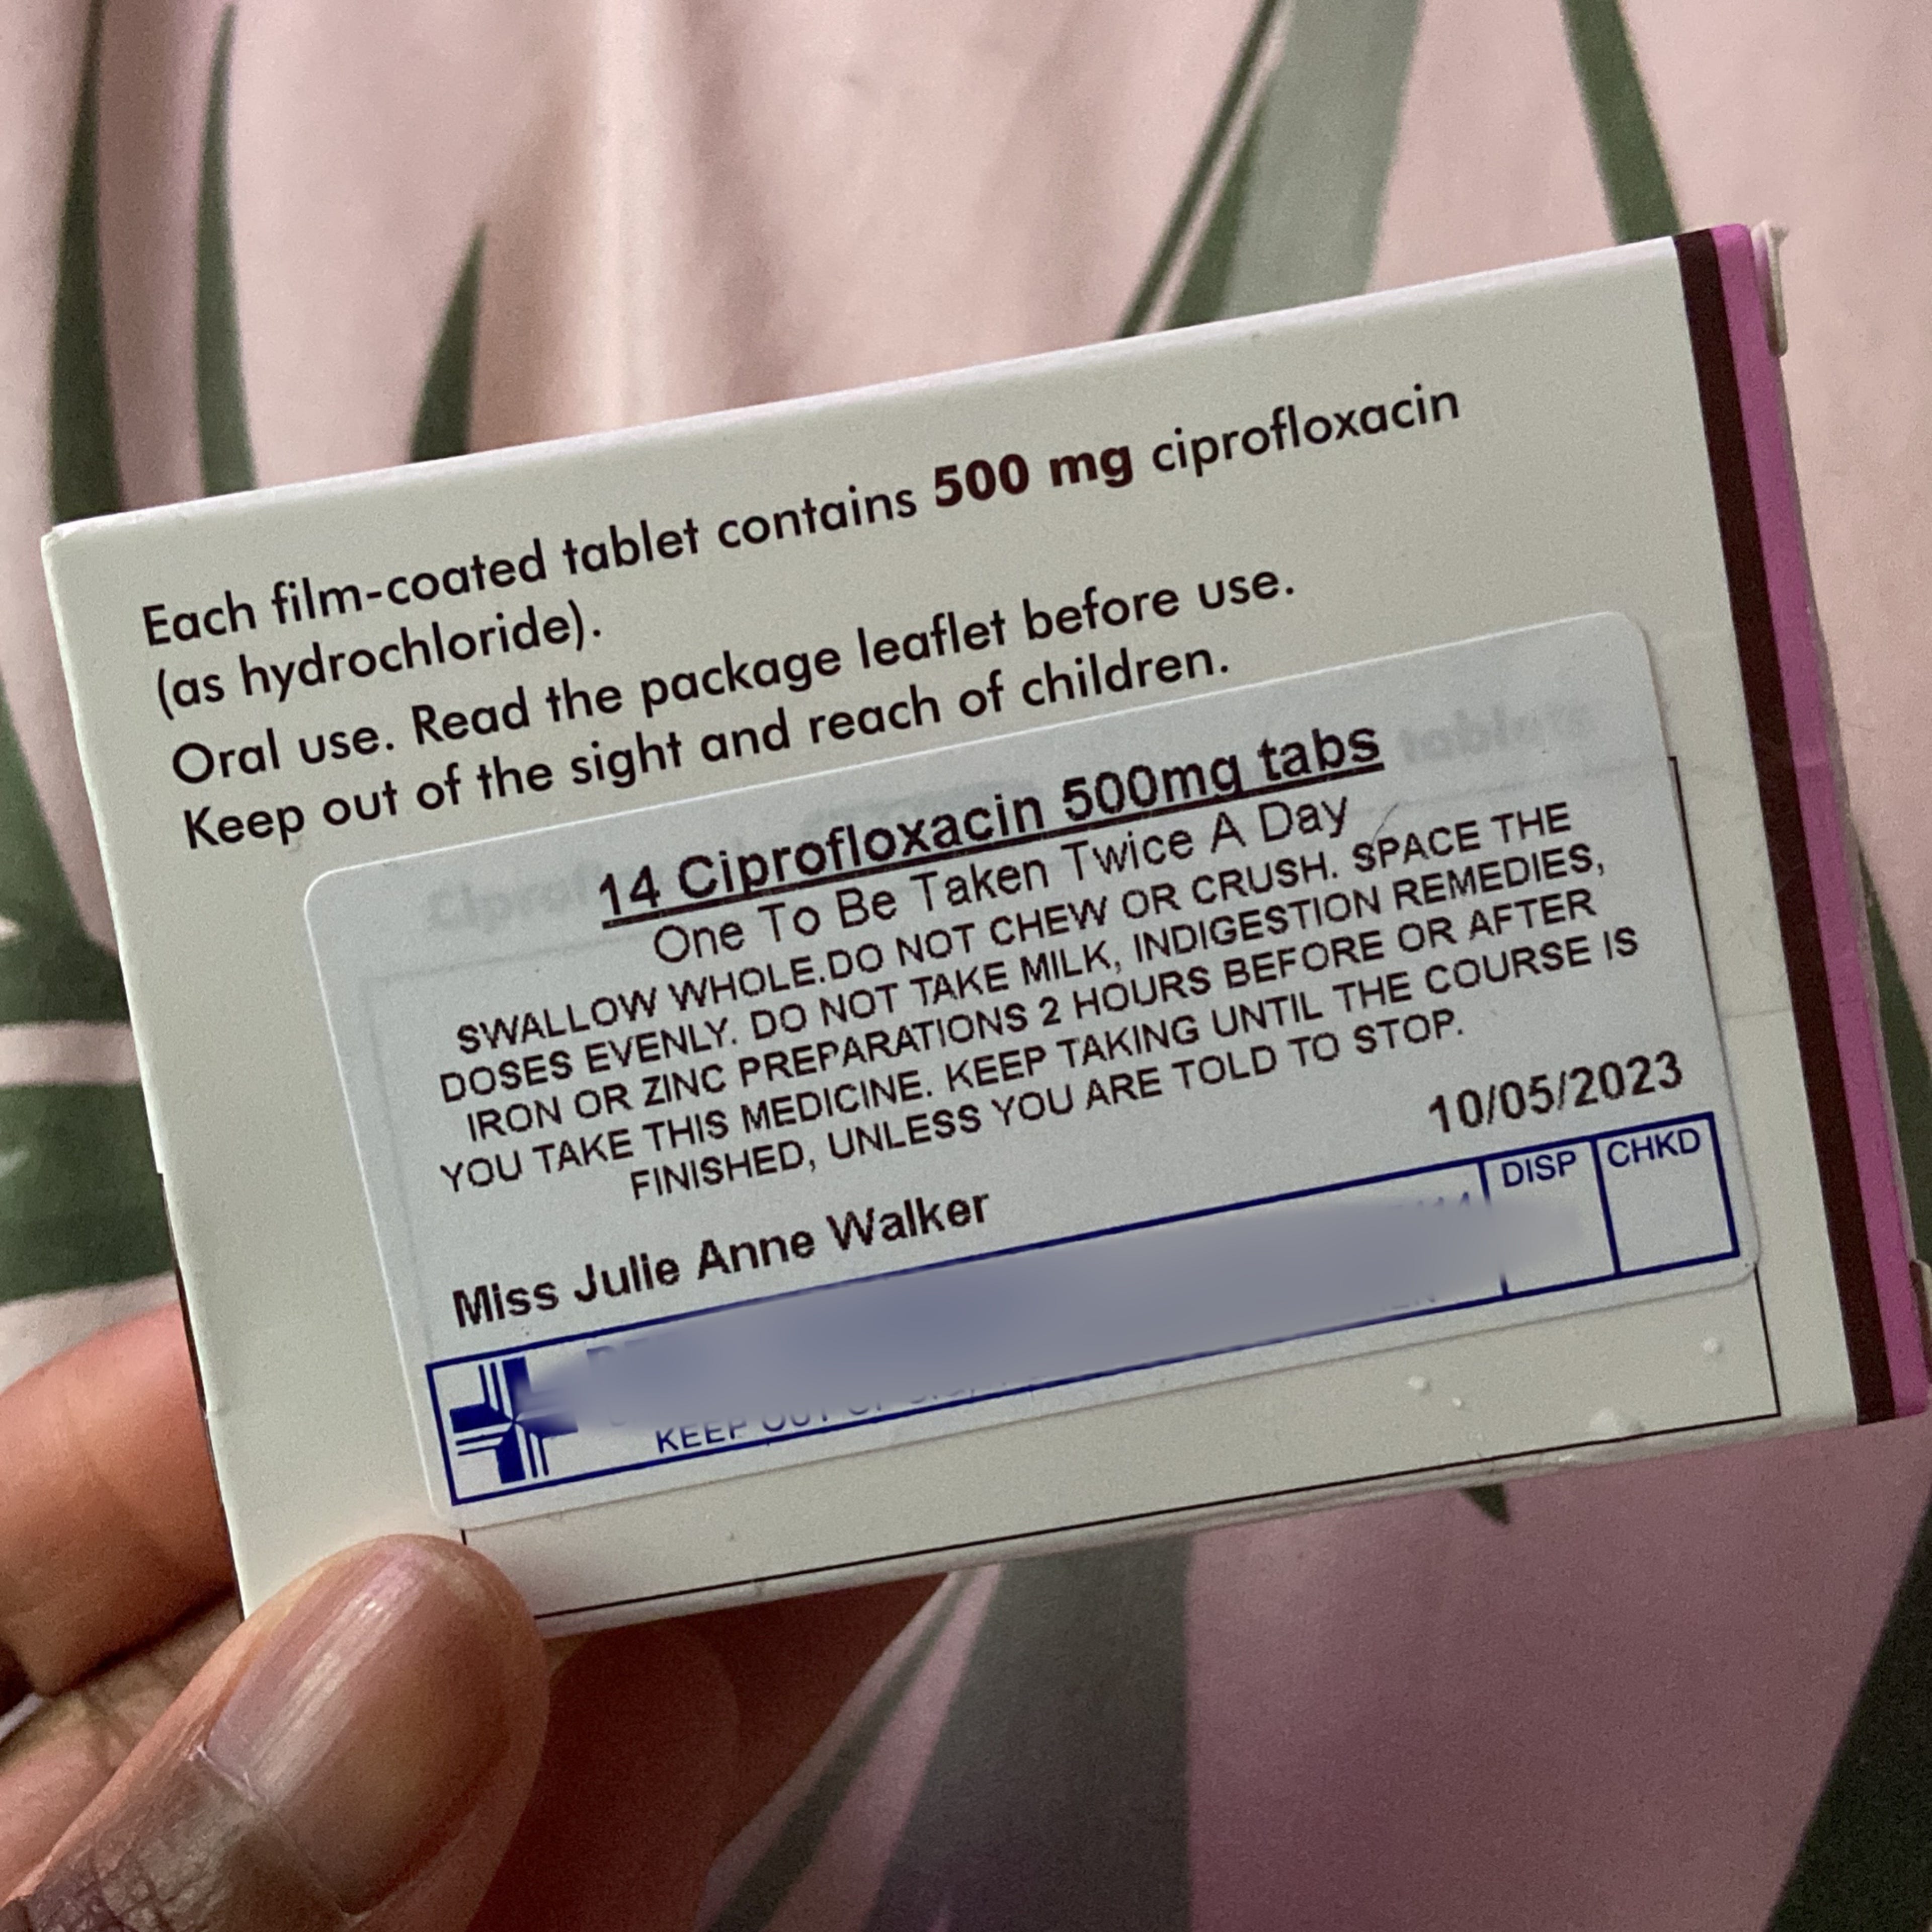 Each film-coated tablet contains 500 mg ciprofloxacin
(as hydrochloride).
Oral use. Read the package leaflet before use.
Keep out of the sight and reach of children.
14 Ciprofloxacin 500mg tabs
One To Be Taken Twice A Day
SWALLOW WHOLE.DO NOT CHEW OR CRUSH. SPACE THE
DOSES EVENLY. DO NOT TAKE MILK, INDIGESTION REMEDIES,
IRON OR ZINC PREPARATIONS 2 HOURS BEFORE OR AFTER
YOU TAKE THIS MEDICINE. KEEP TAKING UNTIL THE COURSE IS
FINISHED, UNLESS YOU ARE TOLD TO STOP.
10/05/2023
Miss Julie Anne Walker
DISP CHKD
KEEP OUT